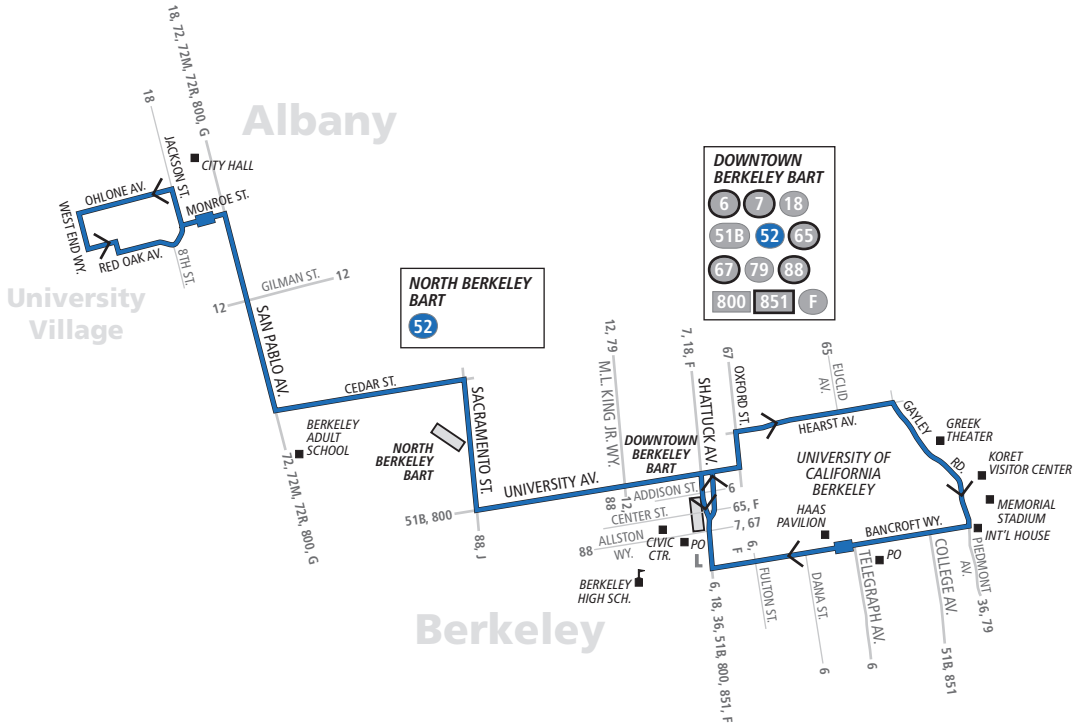 18, 72, 72M, 72R, 800, G
18
Albany
JACKSON ST.
CITY HALL
OHLONE AV.
MONROE ST.
WEST END WY.
RED OAK AV.
8TH ST.
University
Village
12
GILMAN ST.
12
SAN PABLO AV.
NORTH BERKELEY
BART
52
DOWNTOWN
BERKELEY BART
6 7 18
51B 52 65
67 79 88
800 851 F
CEDAR ST.
BERKELEY
ADULT
SCHOOL
72, 72M, 72R, 800, G
NORTH
BERKELEY
BART
SACRAMENTO ST.
51B, 800
88, J
UNIVERSITY AV.
12, 79
M.L. KING JR. WY.
12,
88
7, 18, F
SHATTUCK AV.
67
OXFORD ST.
65
EUCLID
AV.
HEARST AV.
GAYLEY
RD.
GREEK
THEATER
KORET
VISITOR CENTER
MEMORIAL
STADIUM
INT'L HOUSE
DOWNTOWN
BERKELEY
BART
UNIVERSITY OF
CALIFORNIA
BERKELEY
ADDISON ST.
6
CENTER ST.
65, F
ALLSTON
WY.
88
7, 67
CIVIC
CTR.
PO
6,
F
HAAS
PAVILION
BANCROFT WY.
BERKELEY
HIGH SCH.
L
FULTON ST.
DANA ST.
6
TELEGRAPH AV.
6
PO
COLLEGE AV.
51B, 851
PIEDMONT
AV.
36, 79
6, 18, 36, 51B, 800, 851, F
Berkeley